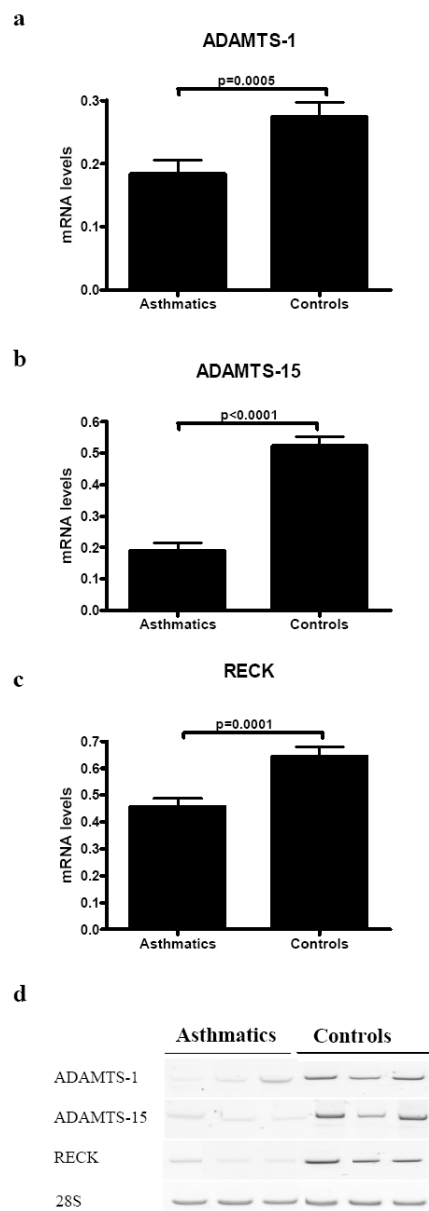 a
ADAMTS-1
p=0.0005
mRNA levels
0.3
0.2
0.1
0.0
Asthmatics Controls
b
ADAMTS-15
p<0.0001
mRNA levels
0.6
0.5
0.4
0.3
0.2
0.1
0.0
Asthmatics Controls
c
RECK
p=0.0001
mRNA levels
0.7
0.6
0.5
0.4
0.3
0.2
0.1
0.0
Asthmatics Controls
d
Asthmatics Controls
ADAMTS-1
ADAMTS-15
RECK
28S